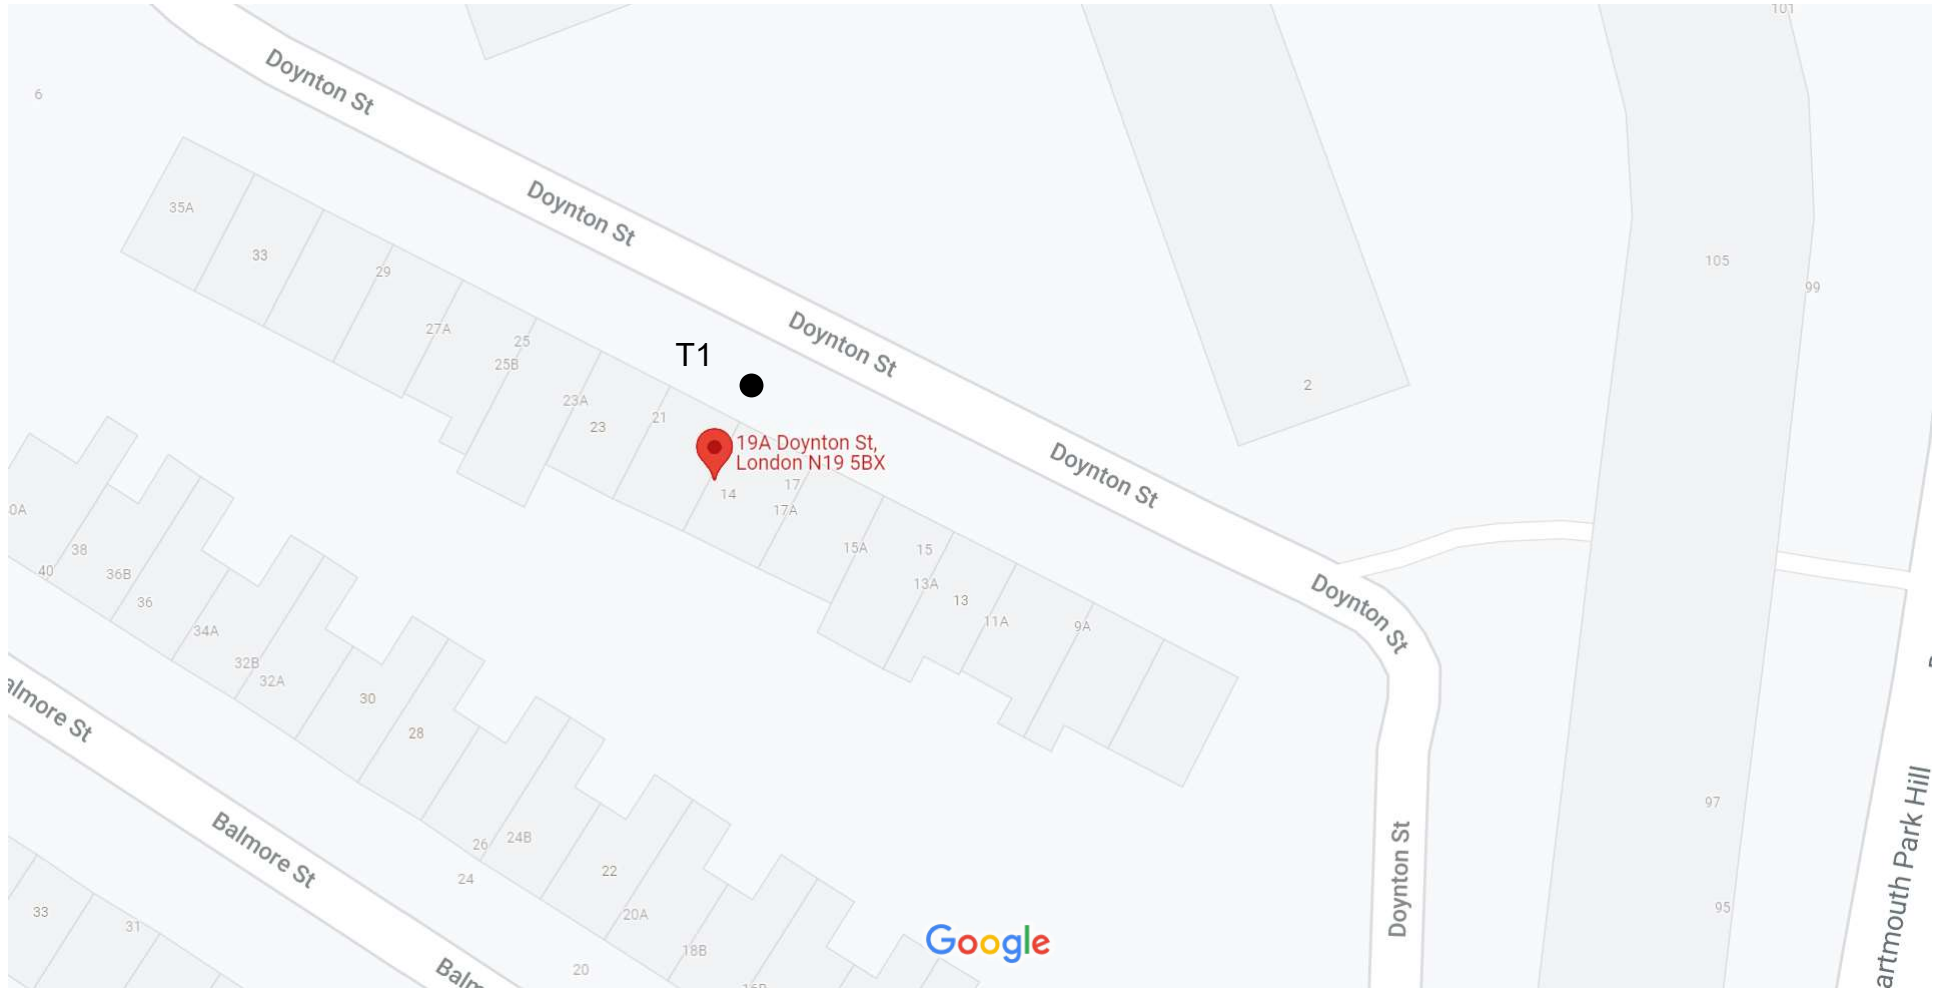 101
Doynton St
6
Doynton St
35A
33
29
105
99
27A
25
25B
Doynton St
T1
2
23A
23
21
19A Doynton St,
London N19 5BX
14
17
17A
Doynton St
0A
38
40
36B
36
15A
15
13A
13
11A
9A
Doynton St
34A
32B
32A
30
28
almore St
Balmore St
26
24B
24
22
20A
18B
20
33
31
Balm
16B
Google
Doynton St
97
95
artmouth Park Hill